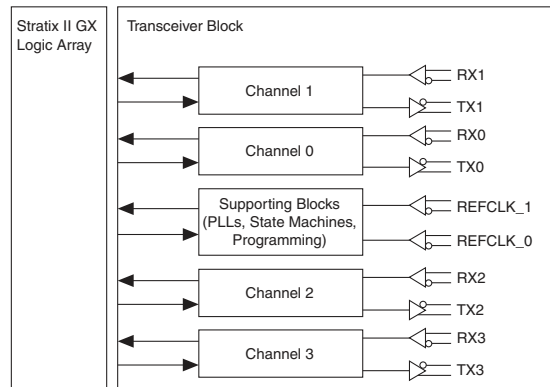 Stratix II GX
Logic Array
Transceiver Block
Channel 1
RX1
TX1
Channel 0
RX0
TX0
Supporting Blocks
(PLLs, State Machines,
Programming)
REFCLK_1
REFCLK_0
Channel 2
RX2
TX2
Channel 3
RX3
TX3